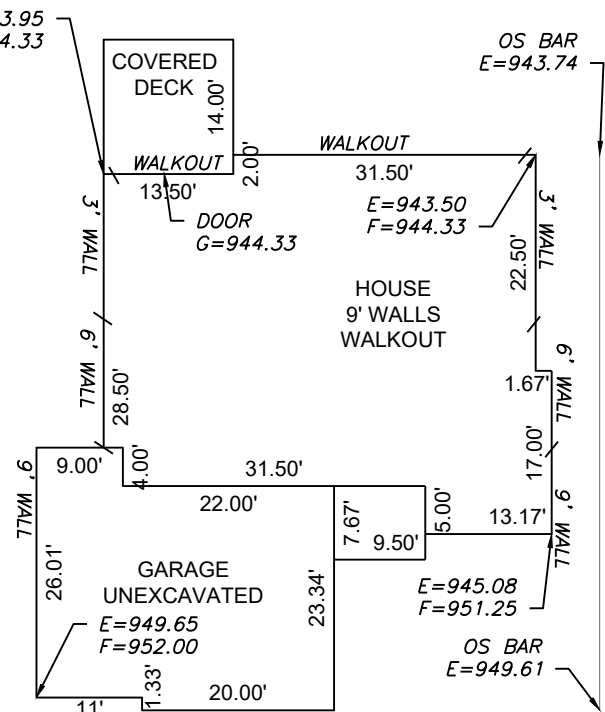 3.95
4.33
COVERED
DECK
14.00'
OS BAR
E=943.74
WALKOUT
WALKOUT
2.00'
31.50'
13.50'
DOOR
G=944.33
E=943.50
F=944.33
3' WALL
3' WALL
22.50'
HOUSE
9' WALLS
WALKOUT
6' WALL
6' WALL
1.67'
28.50'
17.00'
9.00'
4.00'
31.50'
22.00'
9' WALL
9' WALL
7.67'
5.00'
13.17'
9.50'
26.01'
GARAGE
UNEXCAVATED
23.34'
E=949.65
F=952.00
E=945.08
F=951.25
OS BAR
E=949.61
1.33'
20.00'
11'